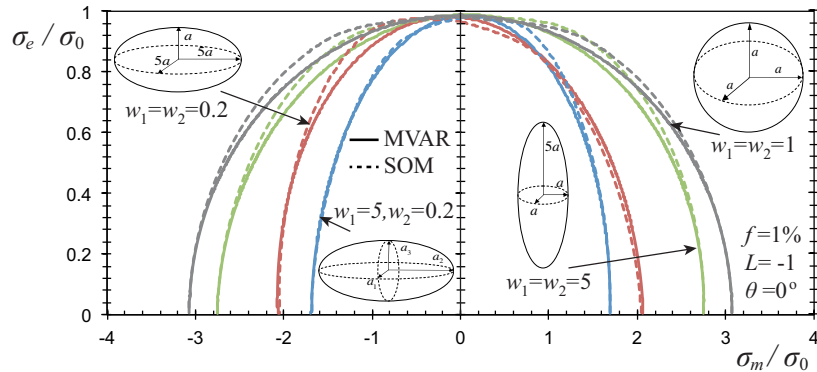 σe / σ0
1
0.8
0.6
0.4
0.2
0
-4 -3 -2 -1 0 1 2 3 4
σm / σ0
a
5a
5a
w1=w2=0.2
MVAR
SOM
w1=5,w2=0.2
a3
a2
a1
5a
a
a
w1=w2=5
a
a
a
w1=w2=1
f=1%
L= -1
θ=0º